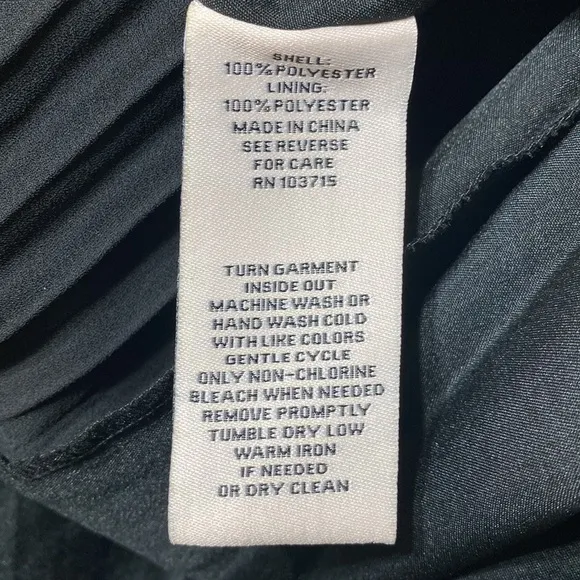 SHELL:
100% POLYESTER
LINING:
100% POLYESTER
MADE IN CHINA
SEE REVERSE
FOR CARE
RN 103715
TURN GARMENT
INSIDE OUT
MACHINE WASH OR
HAND WASH COLD
WITH LIKE COLORS
GENTLE CYCLE
ONLY NON-CHLORINE
BLEACH WHEN NEEDED
REMOVE PROMPTLY
TUMBLE DRY LOW
WARM IRON
IF NEEDED
OR DRY CLEAN